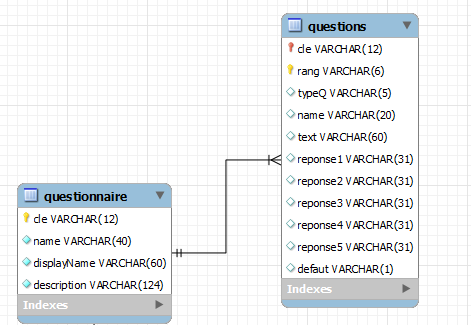 questions
cle VARCHAR(12)
rang VARCHAR(6)
typeQ VARCHAR(5)
name VARCHAR(20)
text VARCHAR(60)
reponse1 VARCHAR(31)
reponse2 VARCHAR(31)
reponse3 VARCHAR(31)
reponse4 VARCHAR(31)
reponse5 VARCHAR(31)
defaut VARCHAR(1)
Indexes
questionnaire
cle VARCHAR(12)
name VARCHAR(40)
displayName VARCHAR(60)
description VARCHAR(124)
Indexes